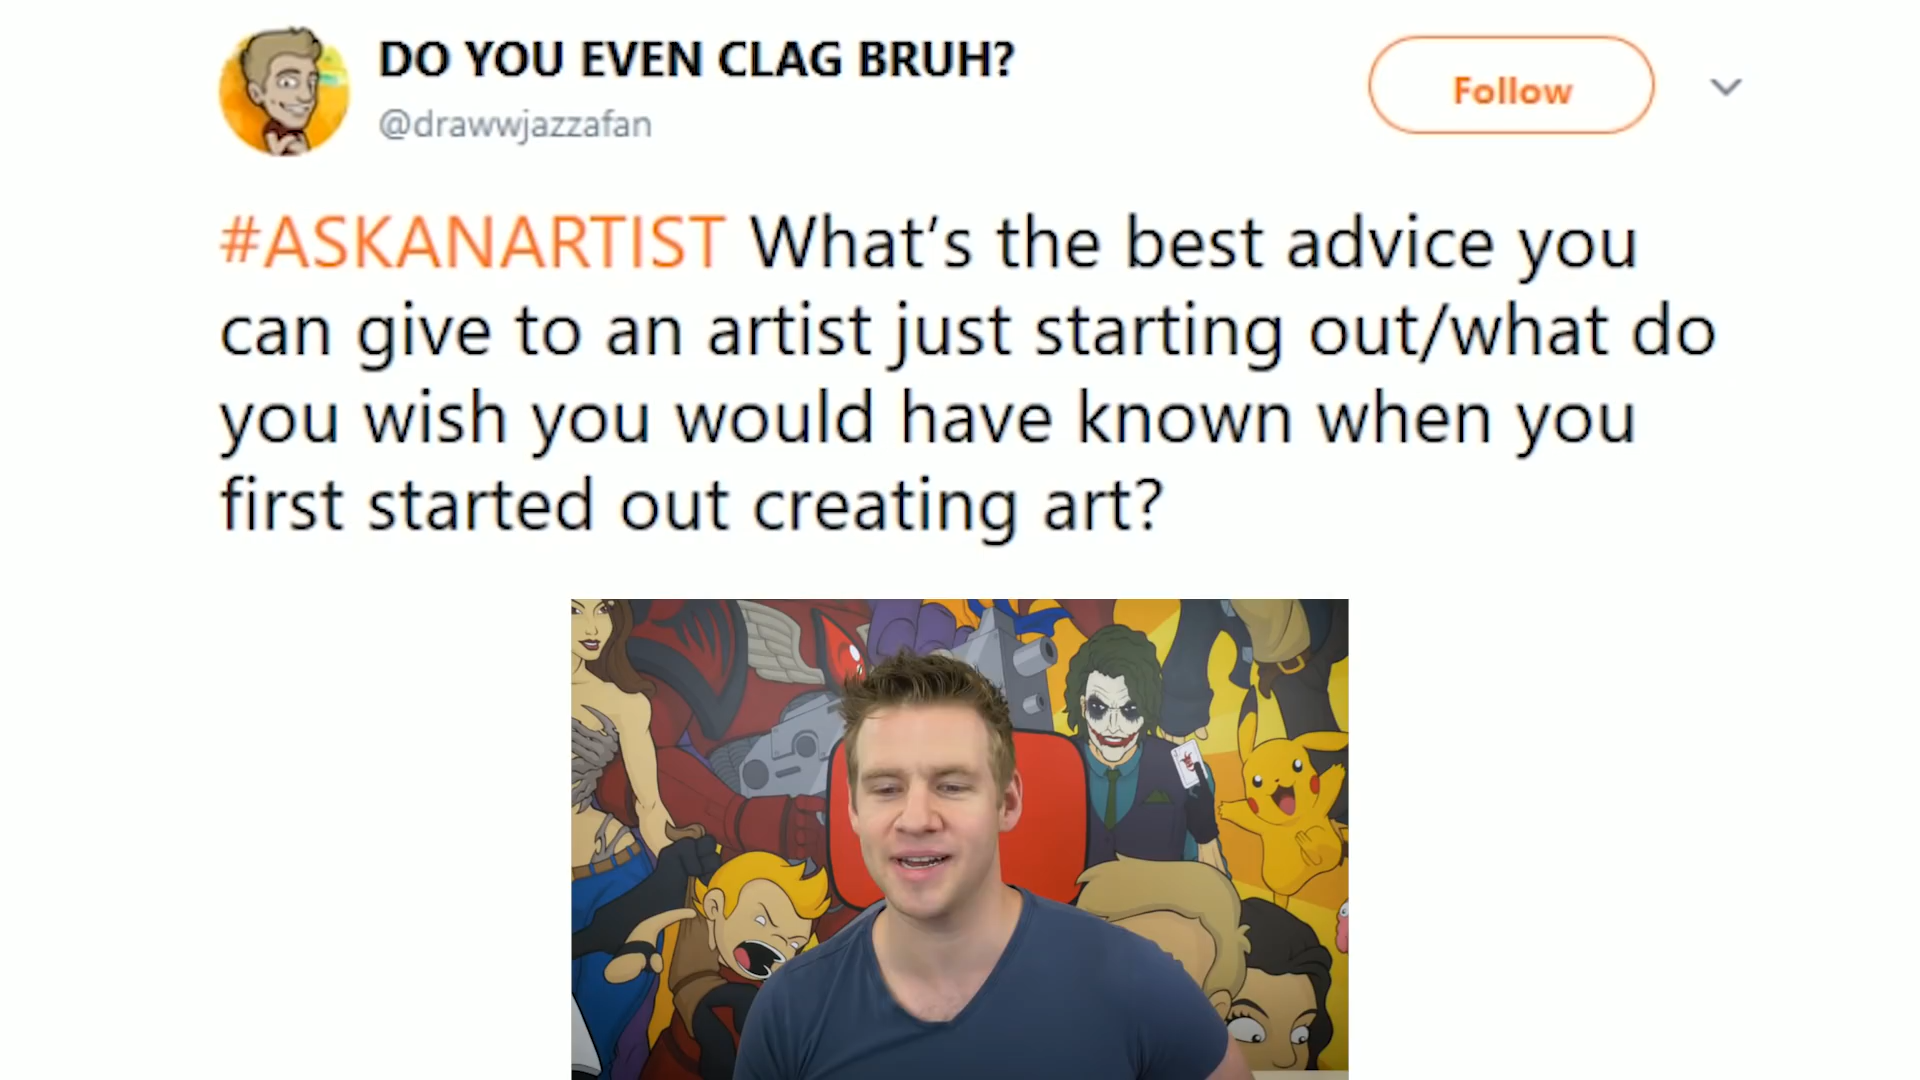 DO YOU EVEN CLAG BRUH?
@drawwjazzafan
Follow
#ASKANARTIST What's the best advice you
can give to an artist just starting out/what do
you wish you would have known when you
first started out creating art?